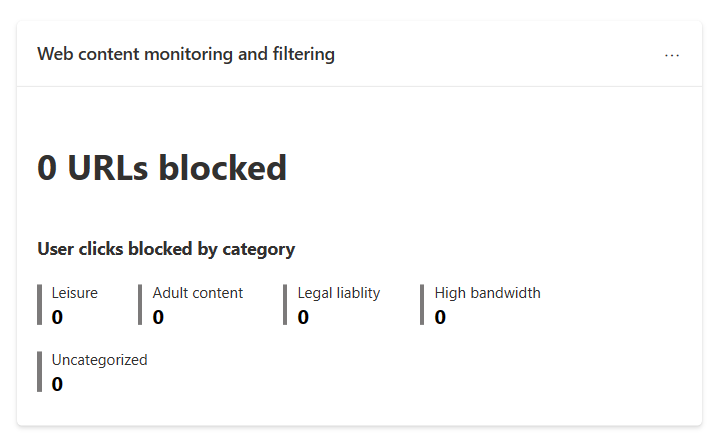 Web content monitoring and filtering
...
0 URLs blocked
User clicks blocked by category
Leisure Adult content Legal liablity High bandwidth
0 0 0 0
Uncategorized
0